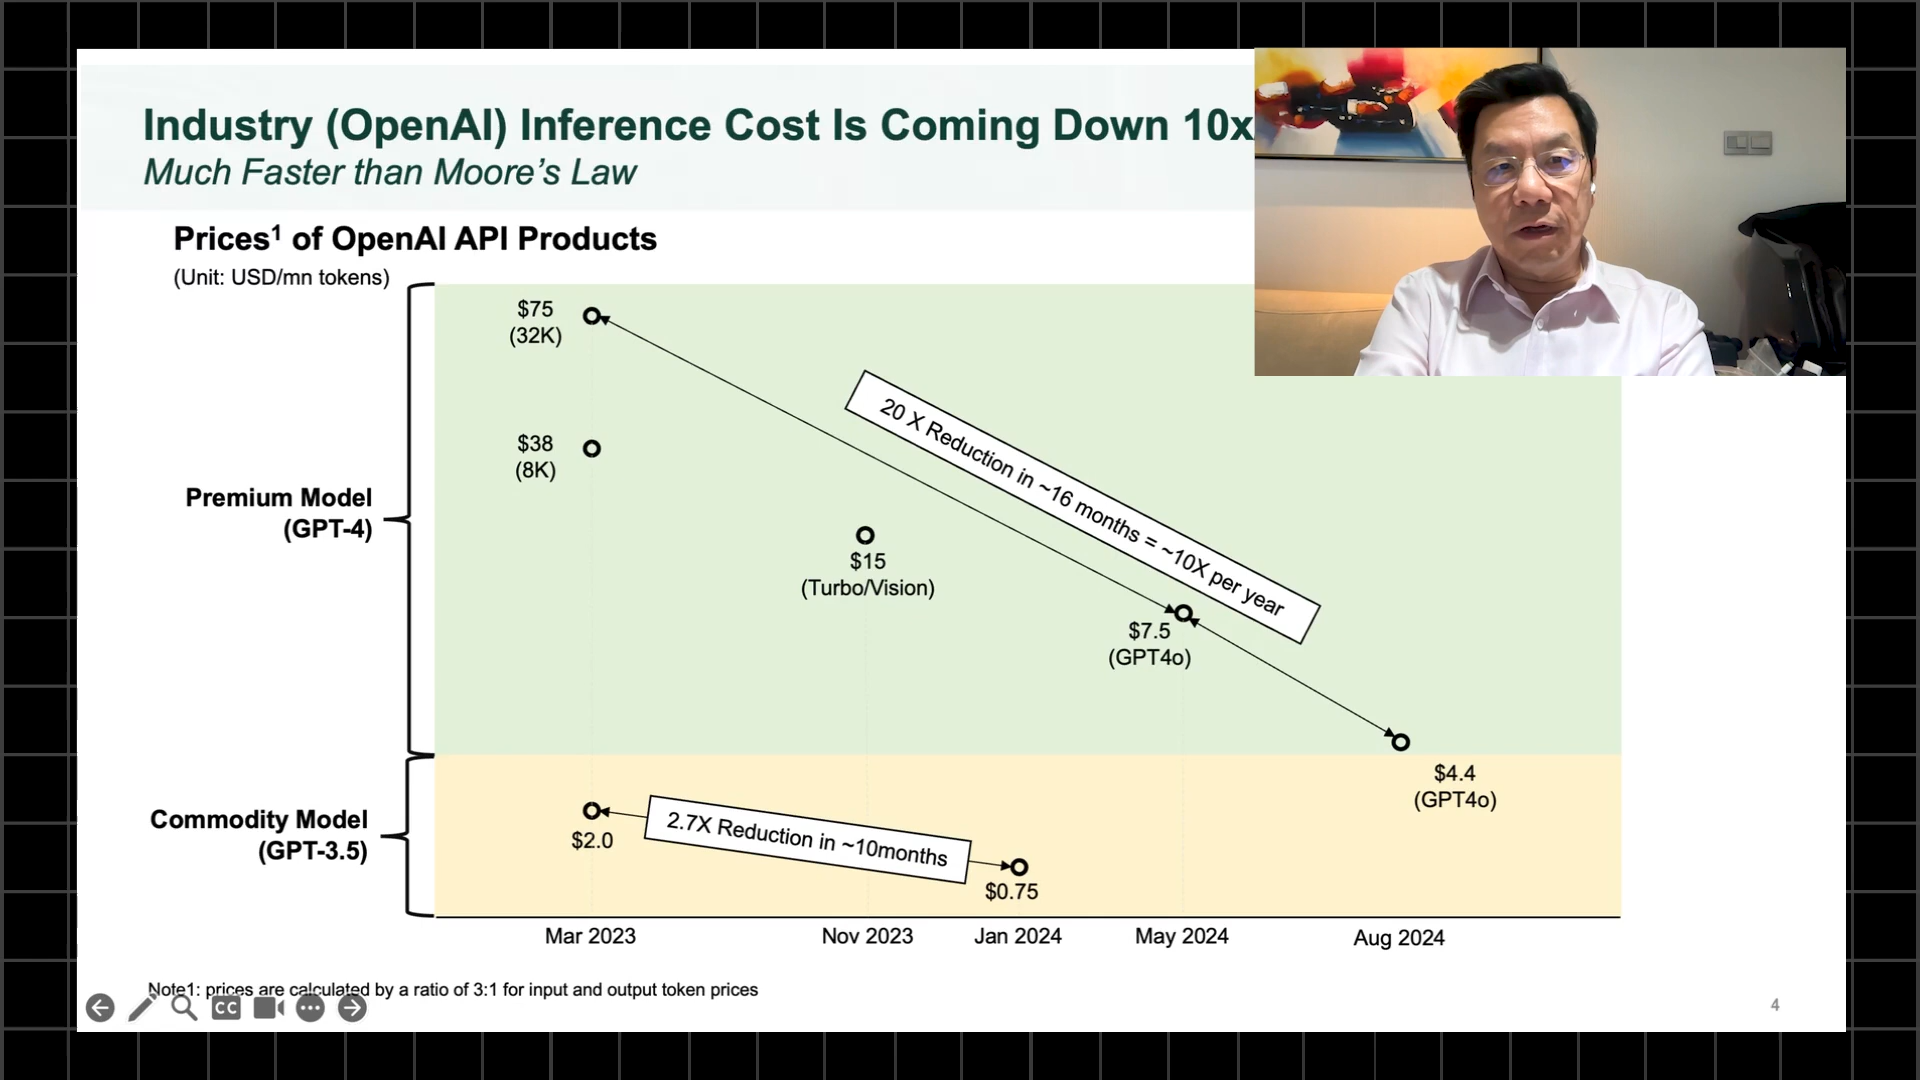 Industry (OpenAI) Inference Cost Is Coming Down 10x
Much Faster than Moore's Law
Prices¹ of OpenAI API Products
(Unit: USD/mn tokens)
$75
(32K)
20 X Reduction in ~16 months = ~10X per year
$38
(8K)
Premium Model
(GPT-4)
$15
(Turbo/Vision)
$7.5
(GPT4o)
$4.4
(GPT4o)
Commodity Model
(GPT-3.5)
2.7X Reduction in ~10months
$2.0
$0.75
Mar 2023
Nov 2023
Jan 2024
May 2024
Aug 2024
Note1: prices are calculated by a ratio of 3:1 for input and output token prices
CC
4